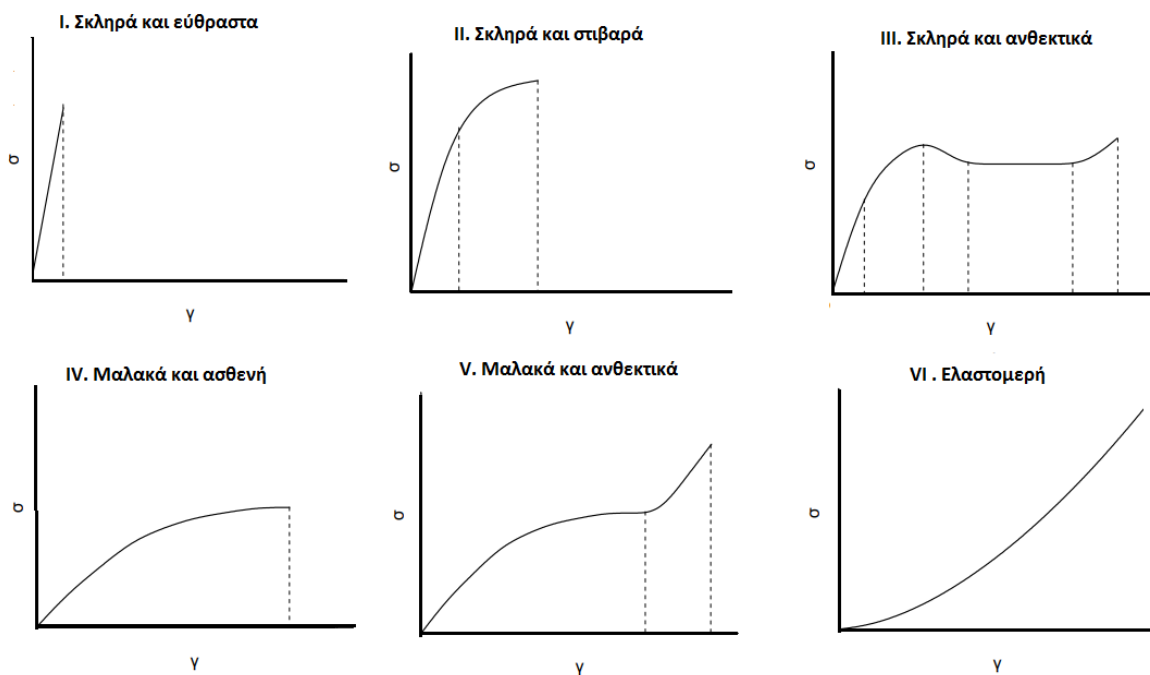 I. Σκληρά και εύθραστα
II. Σκληρά και στιβαρά
III. Σκληρά και ανθεκτικά
σ
σ
σ
γ
γ
γ
IV. Μαλακά και ασθενή
V. Μαλακά και ανθεκτικά
VI . Ελαστομερή
σ
σ
σ
γ
γ
γ